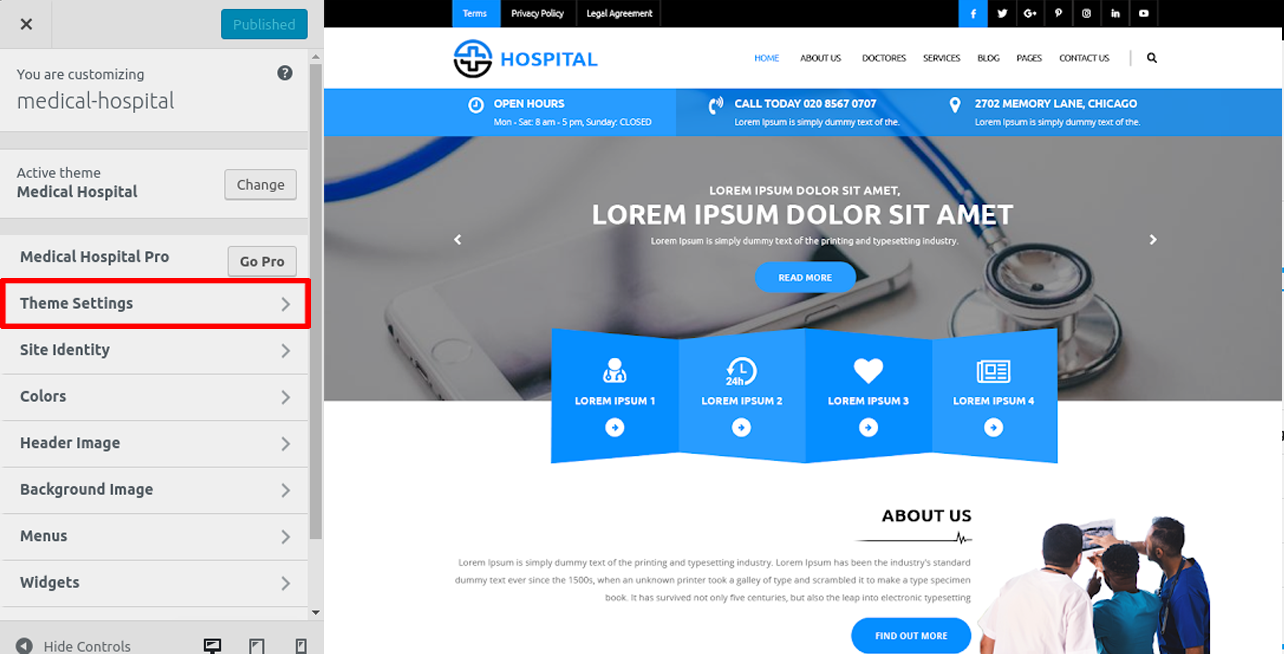 Published
You are customizing
medical-hospital
Active theme
Medical Hospital
Change
Medical Hospital Pro
Go Pro
Theme Settings
Site Identity
Colors
Header Image
Background Image
Menus
Widgets
Hide Controls
Terms Privacy Policy Legal Agreement
HOSPITAL
HOME ABOUT US DOCTORES SERVICES BLOG PAGES CONTACT US
OPEN HOURS
Mon - Sat: 8 am - 5 pm, Sunday: CLOSED
CALL TODAY 020 8567 0707
Lorem Ipsum is simply dummy text of the.
2702 MEMORY LANE, CHICAGO
Lorem Ipsum is simply dummy text of the.
LOREM IPSUM DOLOR SIT AMET,
LOREM IPSUM DOLOR SIT AMET
Lorem Ipsum is simply dummy text of the printing and typesetting industry.
READ MORE
24h
LOREM IPSUM 1
LOREM IPSUM 2
LOREM IPSUM 3
LOREM IPSUM 4
ABOUT US
Lorem Ipsum is simply dummy text of the printing and typesetting industry. Lorem Ipsum has been the industry's standard
dummy text ever since the 1500s, when an unknown printer took a galley of type and scrambled it to make a type specimen
book. It has survived not only five centuries, but also the leap into electronic typesetting
FIND OUT MORE